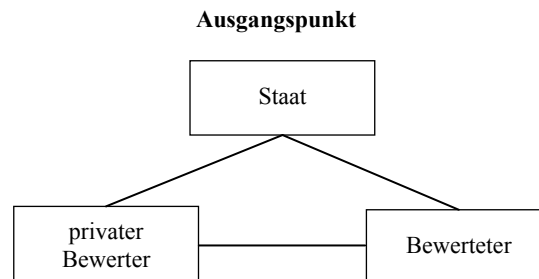 Ausgangspunkt
Staat
privater
Bewerter
Bewerteter